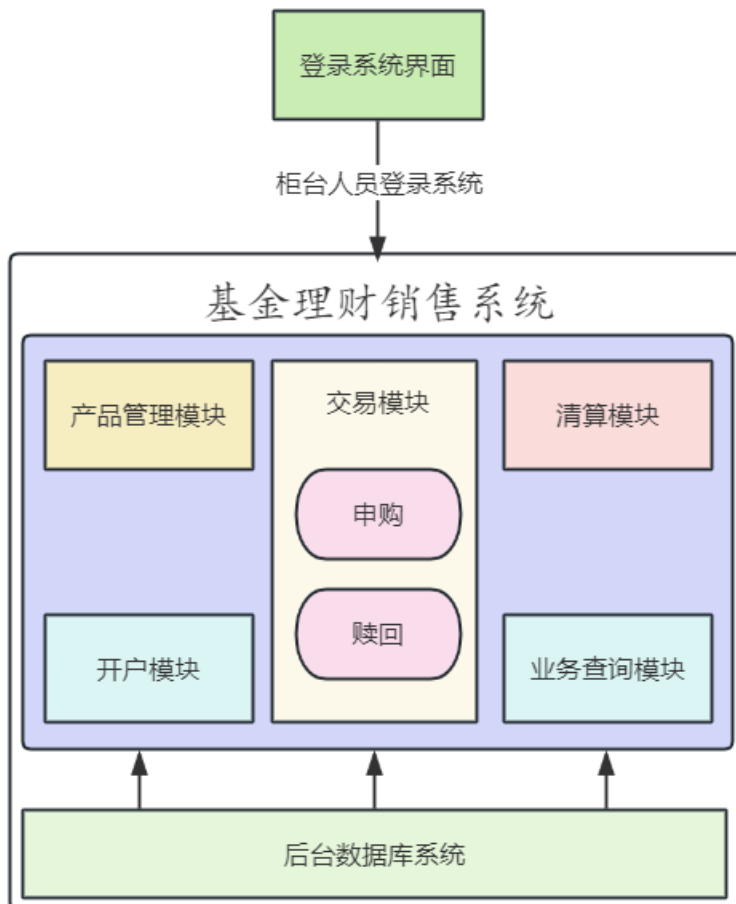 登录系统界面
柜台人员登录系统
基金理财销售系统
产品管理模块
交易模块
清算模块
申购
赎回
开户模块
业务查询模块
后台数据库系统